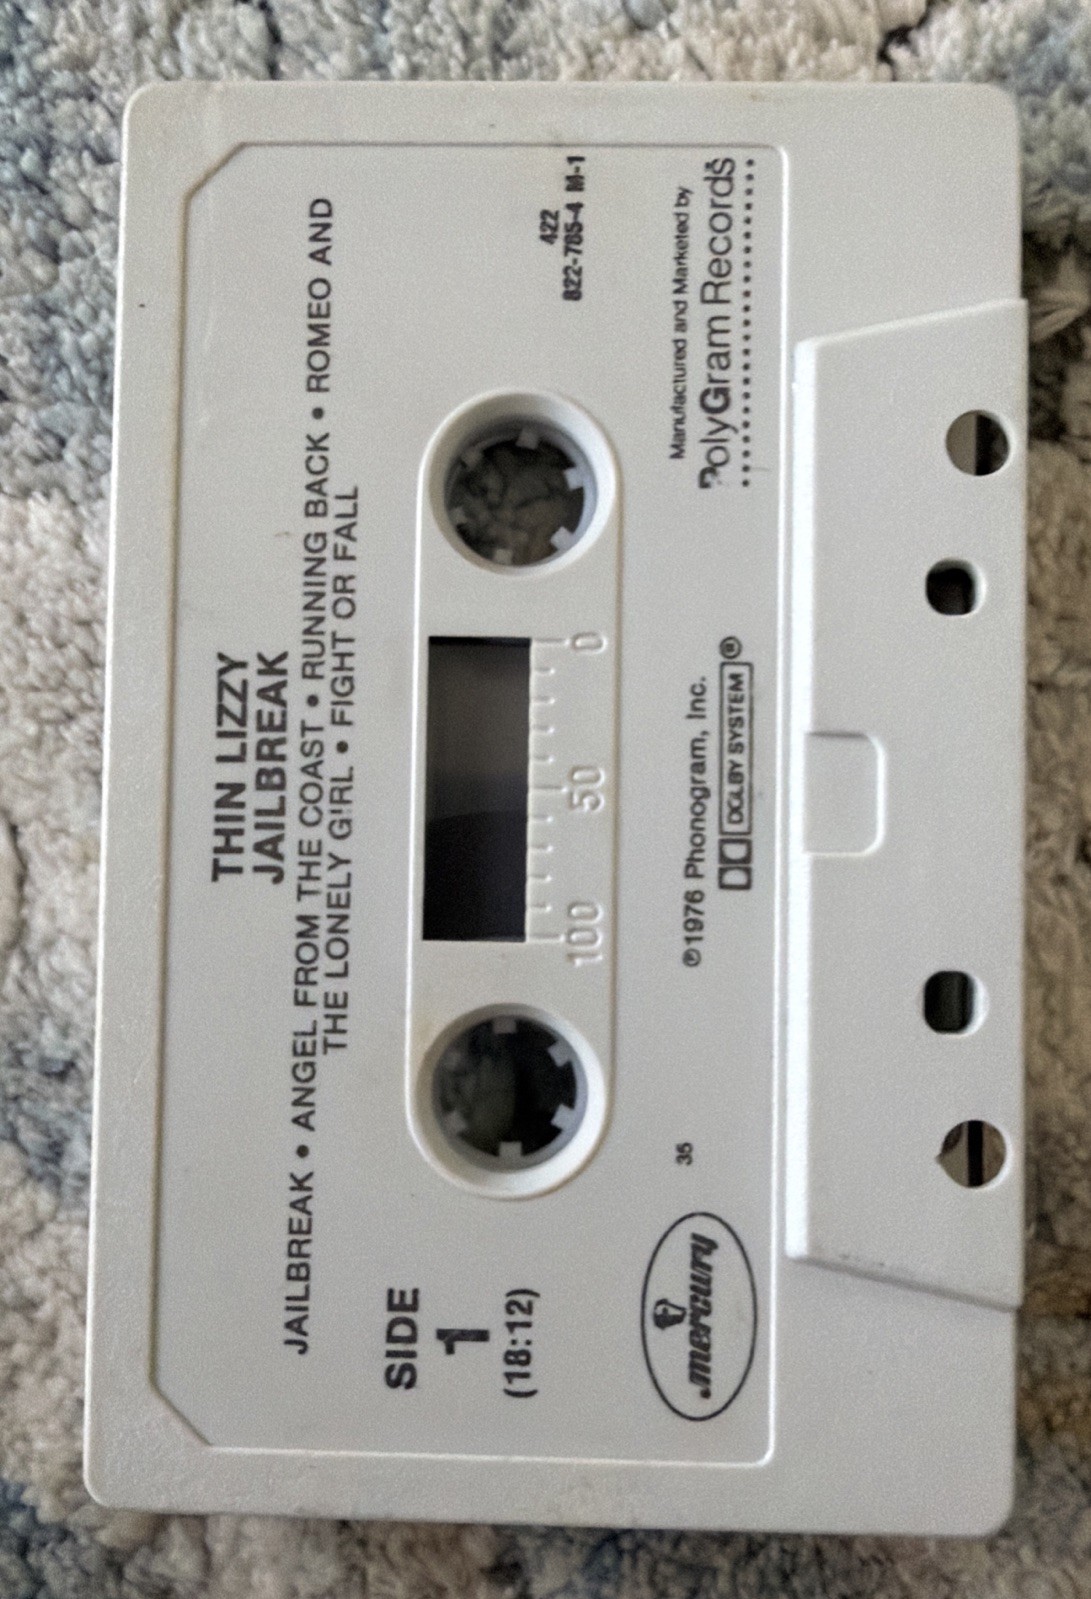 THIN LIZZY
JAILBREAK
JAILBREAK • ANGEL FROM THE COAST • RUNNING BACK • ROMEO AND
THE LONELY GIRL • FIGHT OR FALL
SIDE
1
(18:12)
422
822-785-4 M-1
100 50 0
mercury
35
℗1976 Phonogram, Inc.
DOLBY SYSTEM®
Manufactured and Marketed by
PolyGram Records